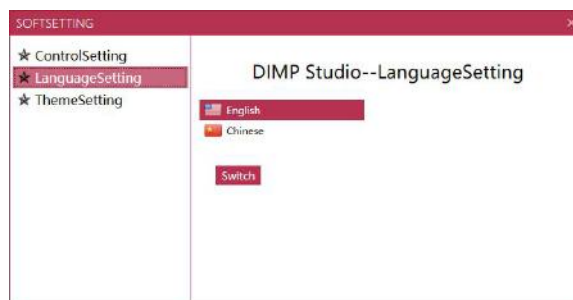 SOFTSETTING
ControlSetting
LanguageSetting
ThemeSetting
DIMP Studio--LanguageSetting
English
Chinese
Switch